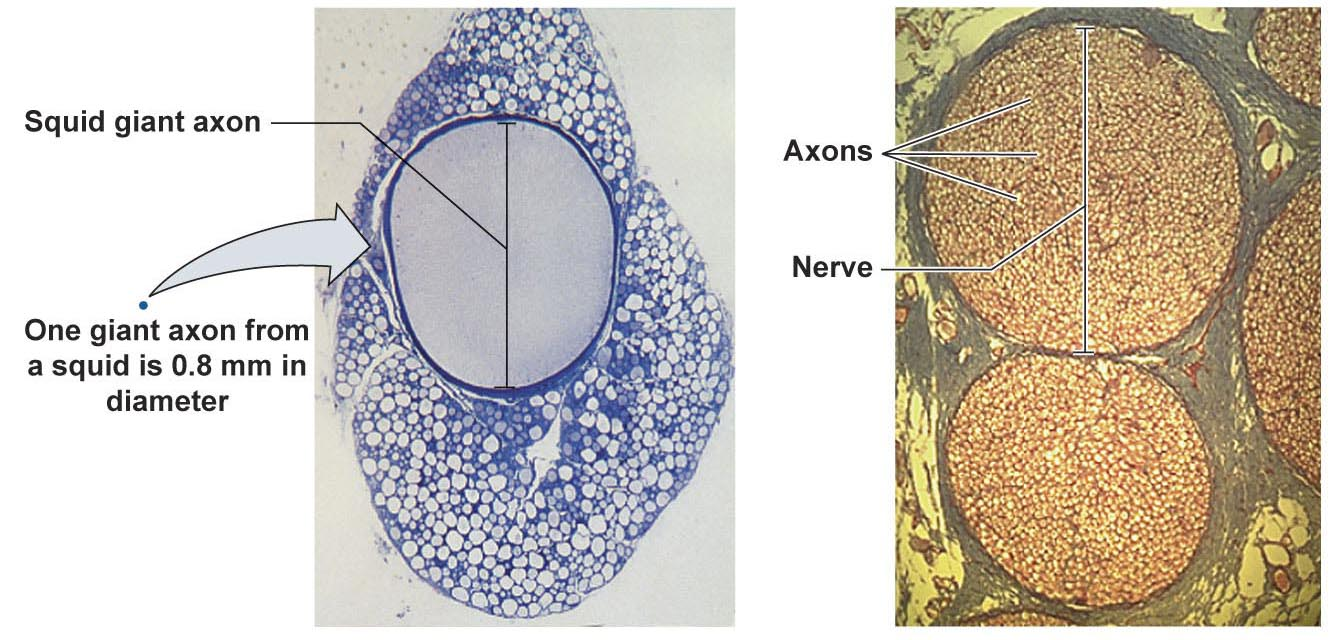 Squid giant axon
One giant axon from
a squid is 0.8 mm in
diameter
Axons
Nerve